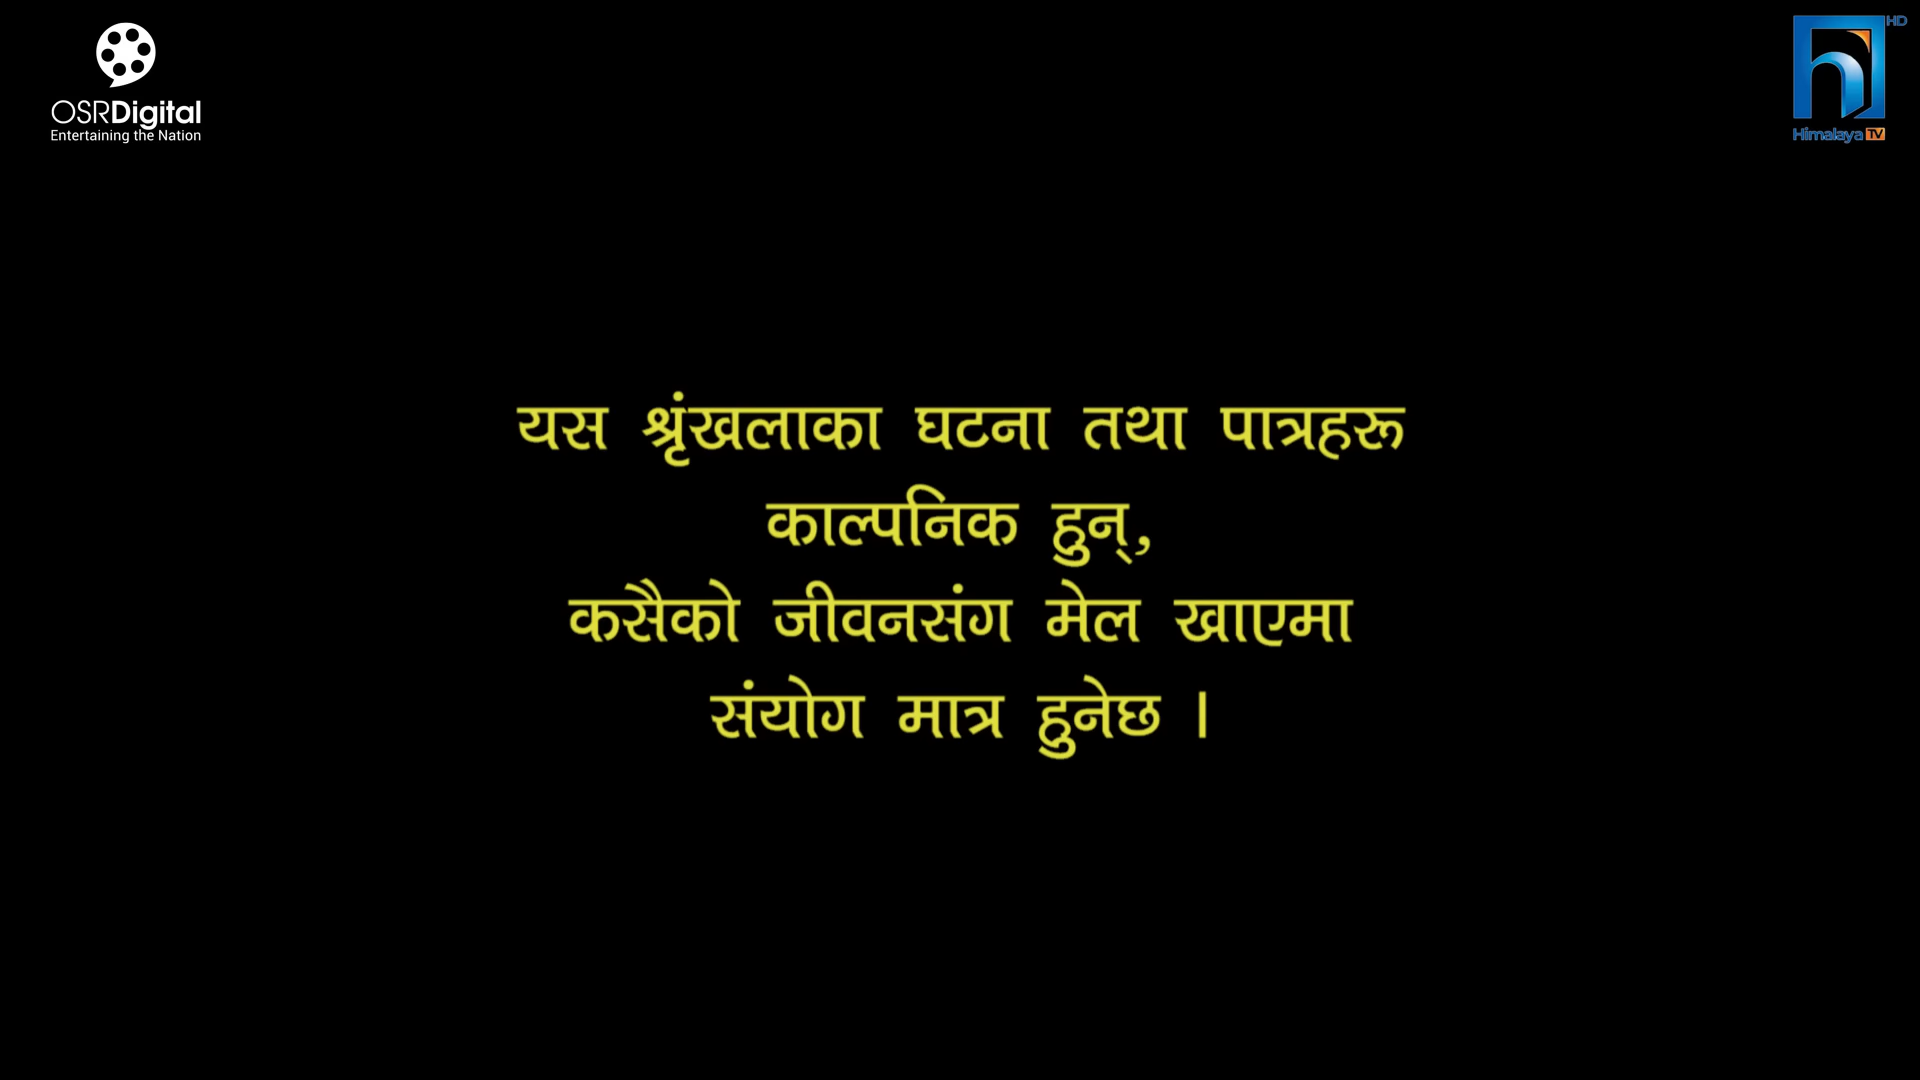 OSRDigital
Entertaining the Nation
HD
Himalaya TV
यस श्रृंखलाका घटना तथा पात्रहरू
काल्पनिक हुन्,
कसैको जीवनसंग मेल खाएमा
संयोग मात्र हुनेछ ।